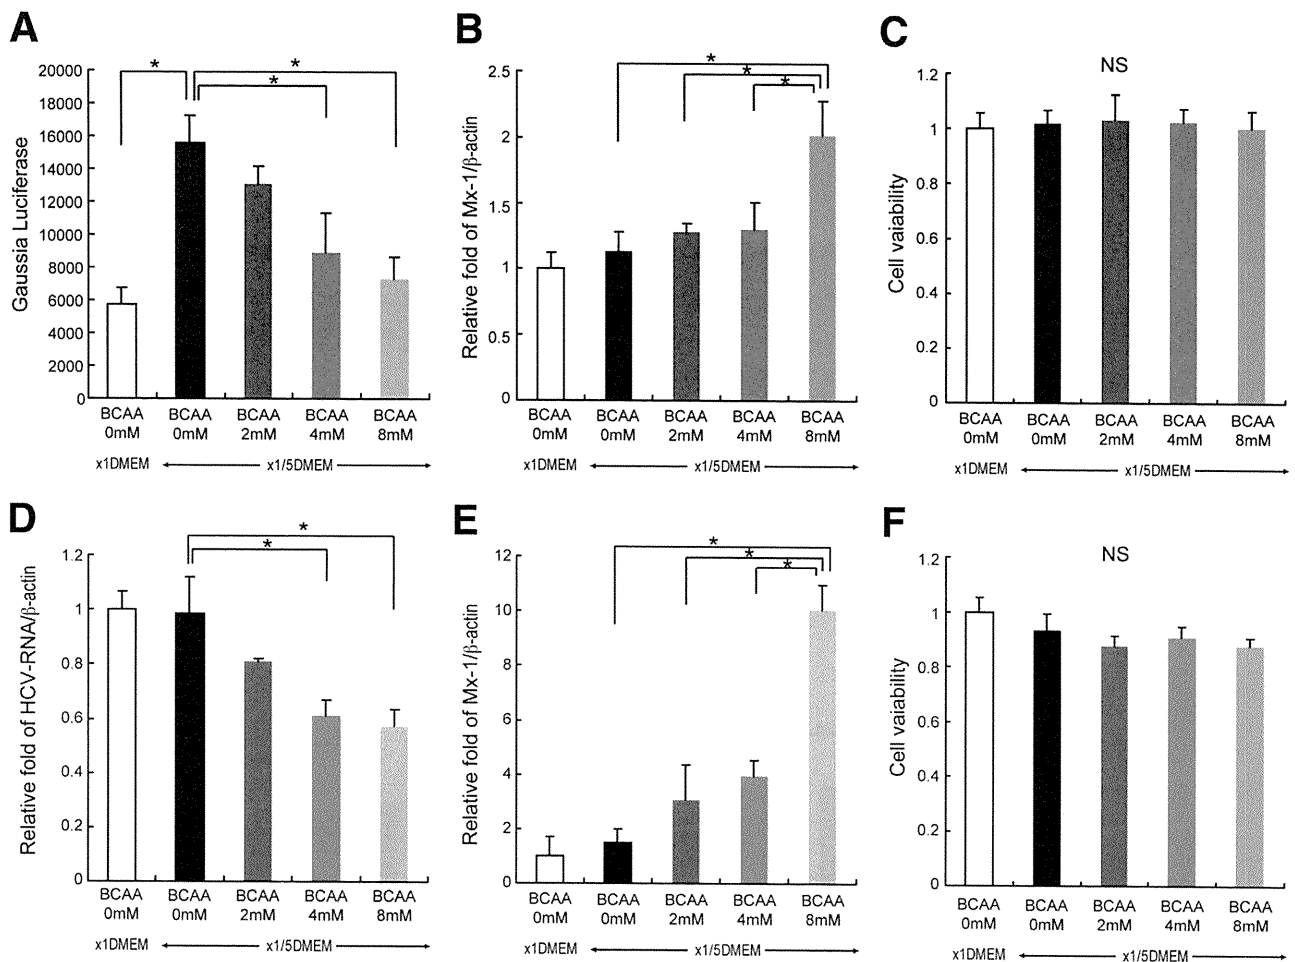 A
*
*
*
20000
18000
16000
14000
12000
10000
8000
6000
4000
2000
0
Gaussia Luciferase
BCAA BCAA BCAA BCAA BCAA
0mM 0mM 2mM 4mM 8mM
x1DMEM x1/5DMEM
B
*
*
*
2.5
2
1.5
1
0.5
0
Relative fold of Mx-1/β-actin
BCAA BCAA BCAA BCAA BCAA
0mM 0mM 2mM 4mM 8mM
x1DMEM x1/5DMEM
C
NS
1.2
1
0.8
0.6
0.4
0.2
0
Cell vaiability
BCAA BCAA BCAA BCAA BCAA
0mM 0mM 2mM 4mM 8mM
x1DMEM x1/5DMEM
D
*
*
1.2
1
0.8
0.6
0.4
0.2
0
Relative fold of HCV-RNA/β-actin
BCAA BCAA BCAA BCAA BCAA
0mM 0mM 2mM 4mM 8mM
x1DMEM x1/5DMEM
E
*
*
*
12
10
8
6
4
2
0
Relative fold of Mx-1/β-actin
BCAA BCAA BCAA BCAA BCAA
0mM 0mM 2mM 4mM 8mM
x1DMEM x1/5DMEM
F
NS
1.2
1
0.8
0.6
0.4
0.2
0
Cell vaiability
BCAA BCAA BCAA BCAA BCAA
0mM 0mM 2mM 4mM 8mM
x1DMEM x1/5DMEM